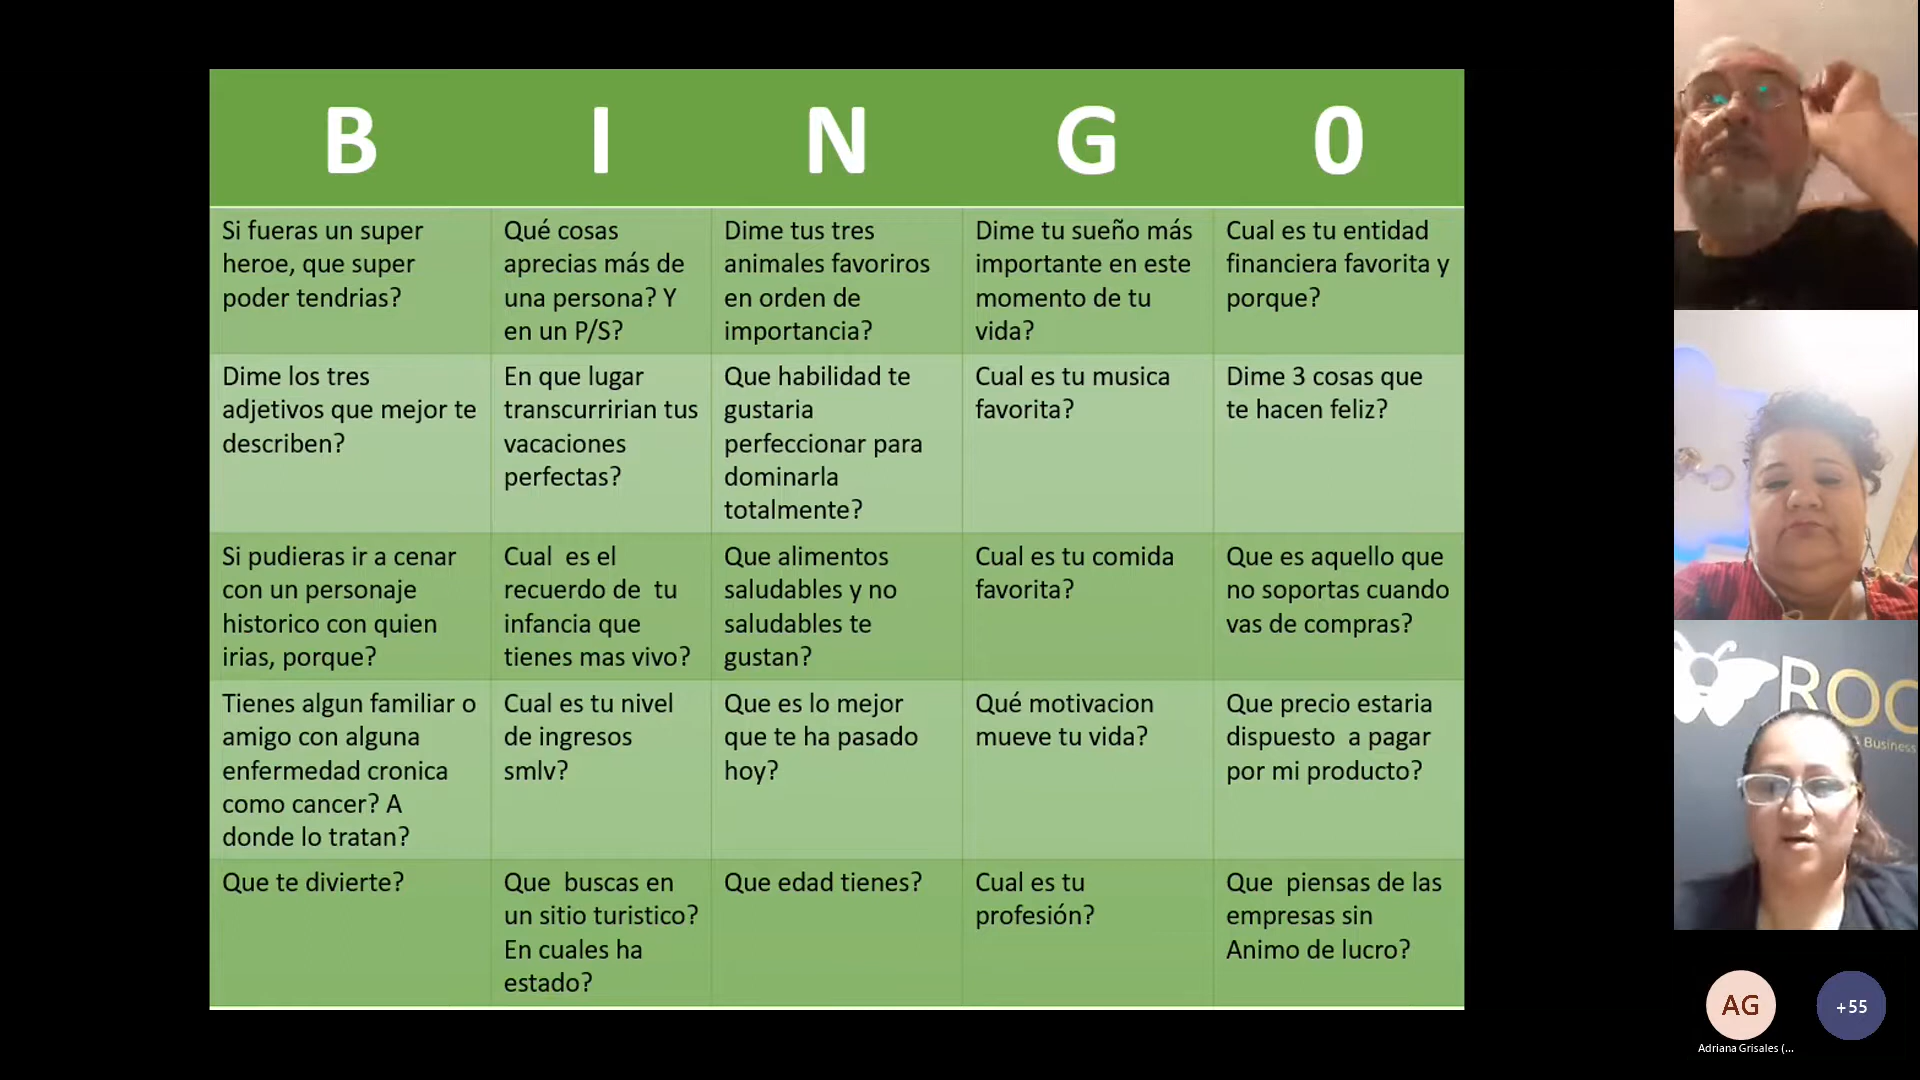 B I N G 0
Si fueras un super
heroe, que super
poder tendrias?
Qué cosas
aprecias más de
una persona? Y
en un P/S?
Dime tus tres
animales favoriros
en orden de
importancia?
Dime tu sueño más
importante en este
momento de tu
vida?
Cual es tu entidad
financiera favorita y
porque?
Dime los tres
adjetivos que mejor te
describen?
En que lugar
transcurririan tus
vacaciones
perfectas?
Que habilidad te
gustaria
perfeccionar para
dominarla
totalmente?
Cual es tu musica
favorita?
Dime 3 cosas que
te hacen feliz?
Si pudieras ir a cenar
con un personaje
historico con quien
irias, porque?
Cual  es el
recuerdo de  tu
infancia que
tienes mas vivo?
Que alimentos
saludables y no
saludables te
gustan?
Cual es tu comida
favorita?
Que es aquello que
no soportas cuando
vas de compras?
Tienes algun familiar o
amigo con alguna
enfermedad cronica
como cancer? A
donde lo tratan?
Cual es tu nivel
de ingresos
smlv?
Que es lo mejor
que te ha pasado
hoy?
Qué motivacion
mueve tu vida?
Que precio estaria
dispuesto  a pagar
por mi producto?
Que te divierte?
Que  buscas en
un sitio turistico?
En cuales ha
estado?
Que edad tienes?
Cual es tu
profesión?
Que  piensas de las
empresas sin
Animo de lucro?
ROC
Business
AG
+55
Adriana Grisales (...